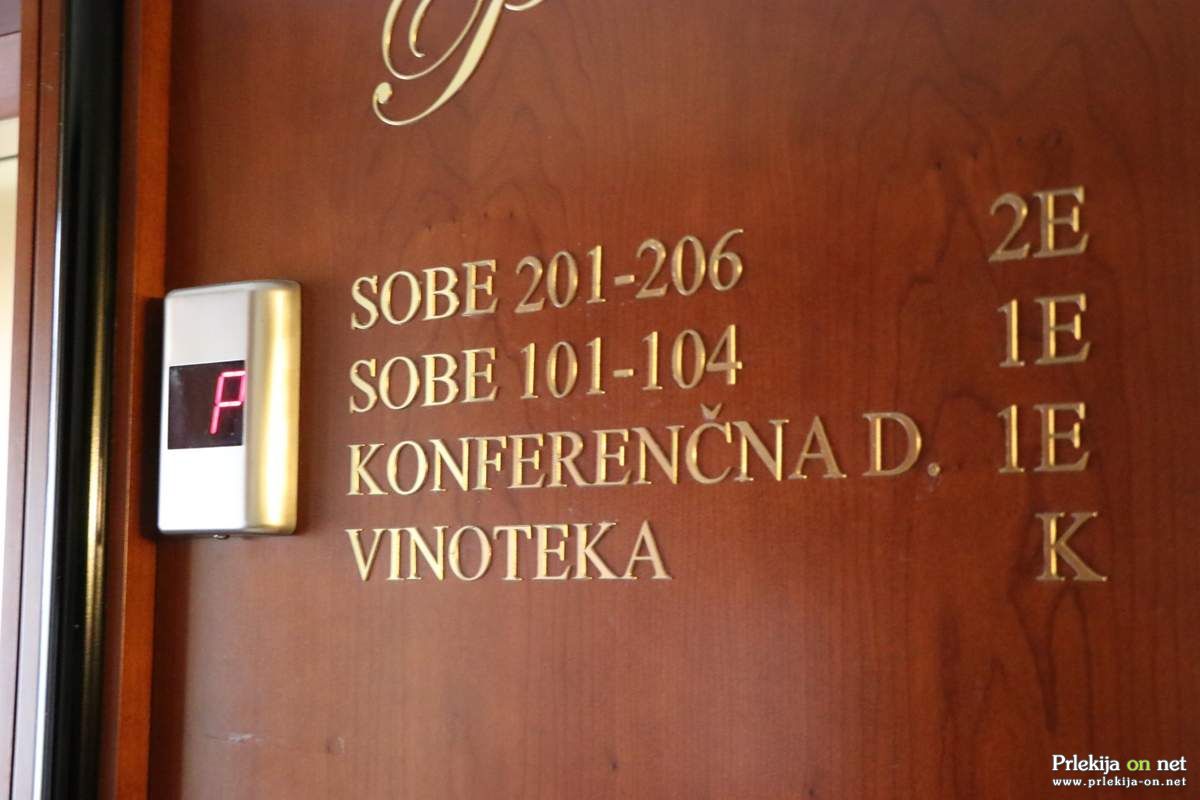 P
SOBE 201-206 2E
SOBE 101-104 1E
KONFERENČNA D. 1E
VINOTEKA K
P
Prlekija on net
www.prlekija-on.net